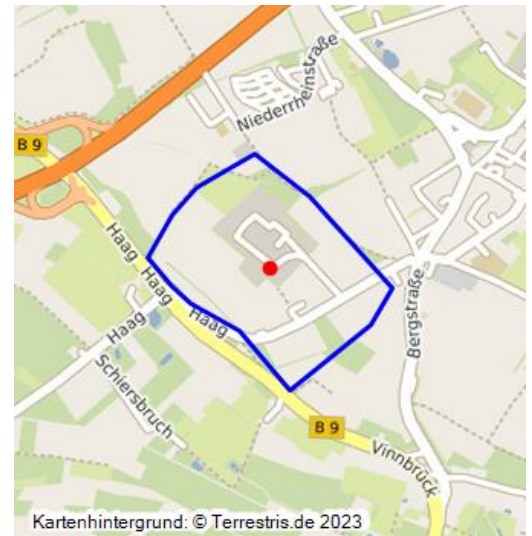 Niederrheinstraße
B 9
Haag
Haag
Haag
Haag
Bergstraße
Schiersbruch
B 9
Vinnbrück
Kartenhintergrund: © Terrestris.de 2023